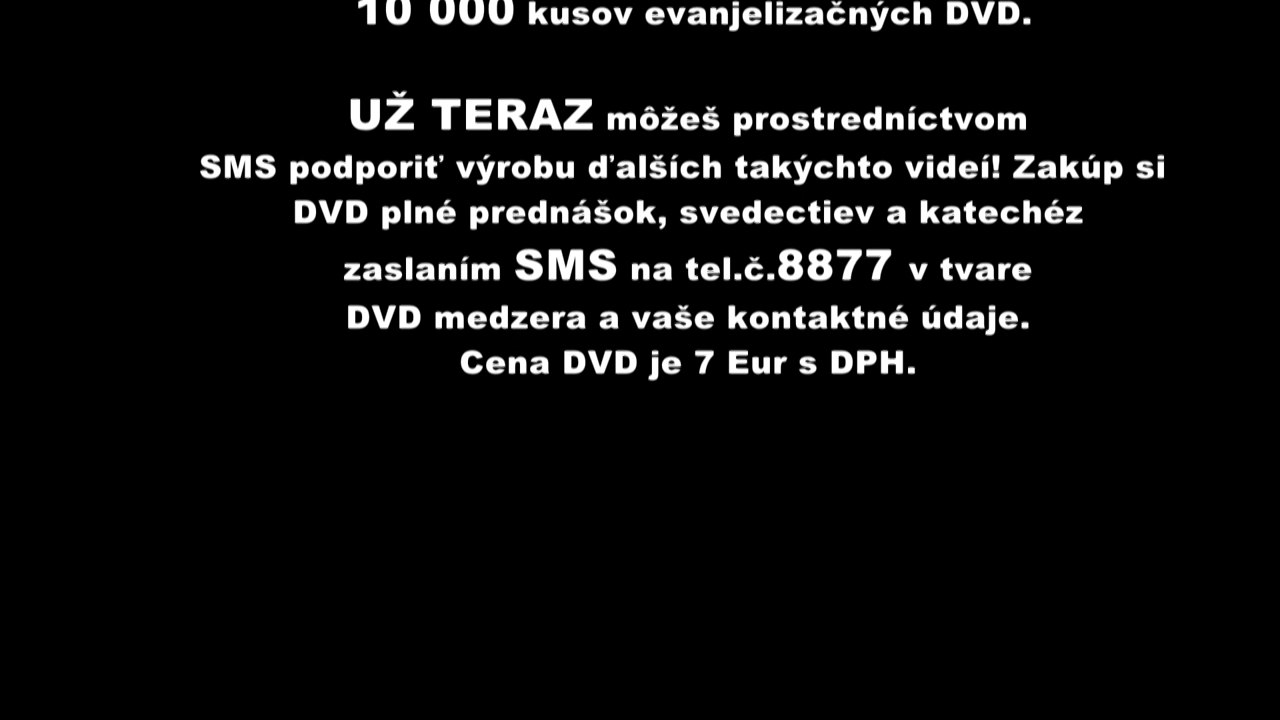 10 000 kusov evanjelizačných DVD.
UŽ TERAZ môžeš prostredníctvom
SMS podporiť výrobu ďalších takýchto videí! Zakúp si
DVD plné prednášok, svedectiev a katechéz
zaslaním SMS na tel.č.8877 v tvare
DVD medzera a vaše kontaktné údaje.
Cena DVD je 7 Eur s DPH.